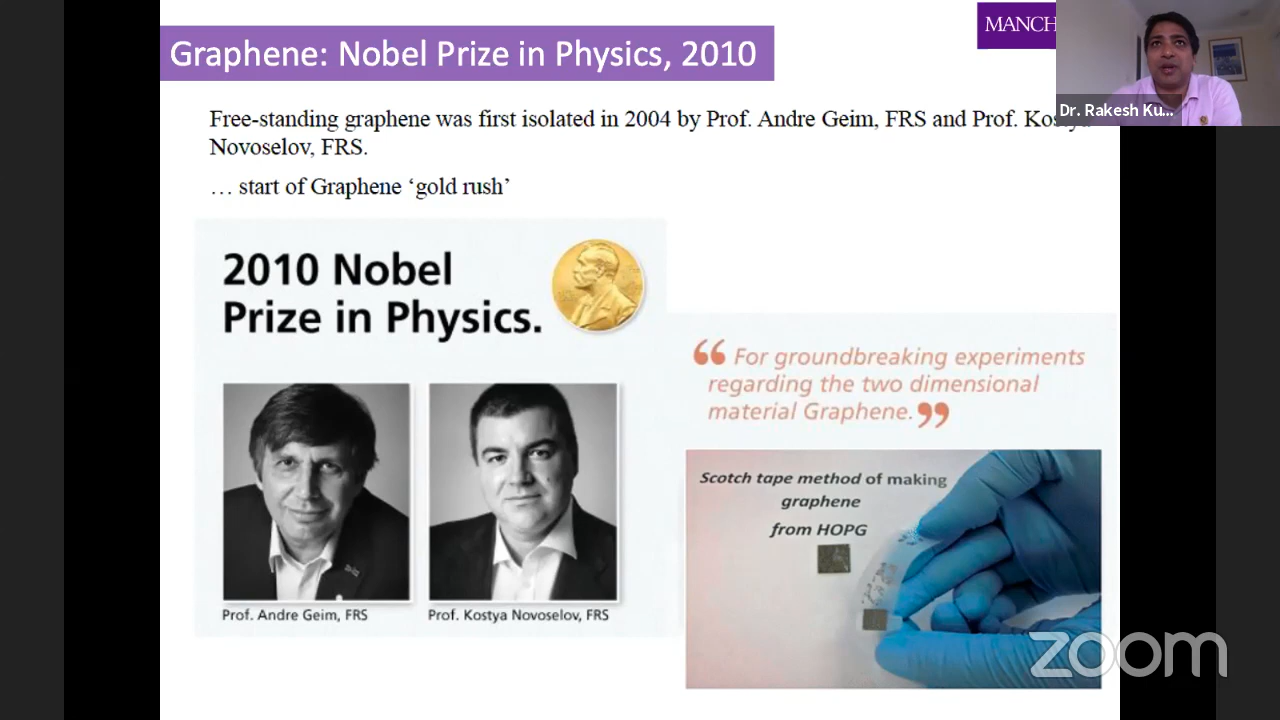 MANCH
Graphene: Nobel Prize in Physics, 2010
Dr. Rakesh Ku...
Free-standing graphene was first isolated in 2004 by Prof. Andre Geim, FRS and Prof. Kostya
Novoselov, FRS.
… start of Graphene ‘gold rush’
2010 Nobel
Prize in Physics.
“ For groundbreaking experiments
regarding the two dimensional
material Graphene. ”
Scotch tape method of making
graphene
from HOPG
Prof. Andre Geim, FRS
Prof. Kostya Novoselov, FRS
zoom